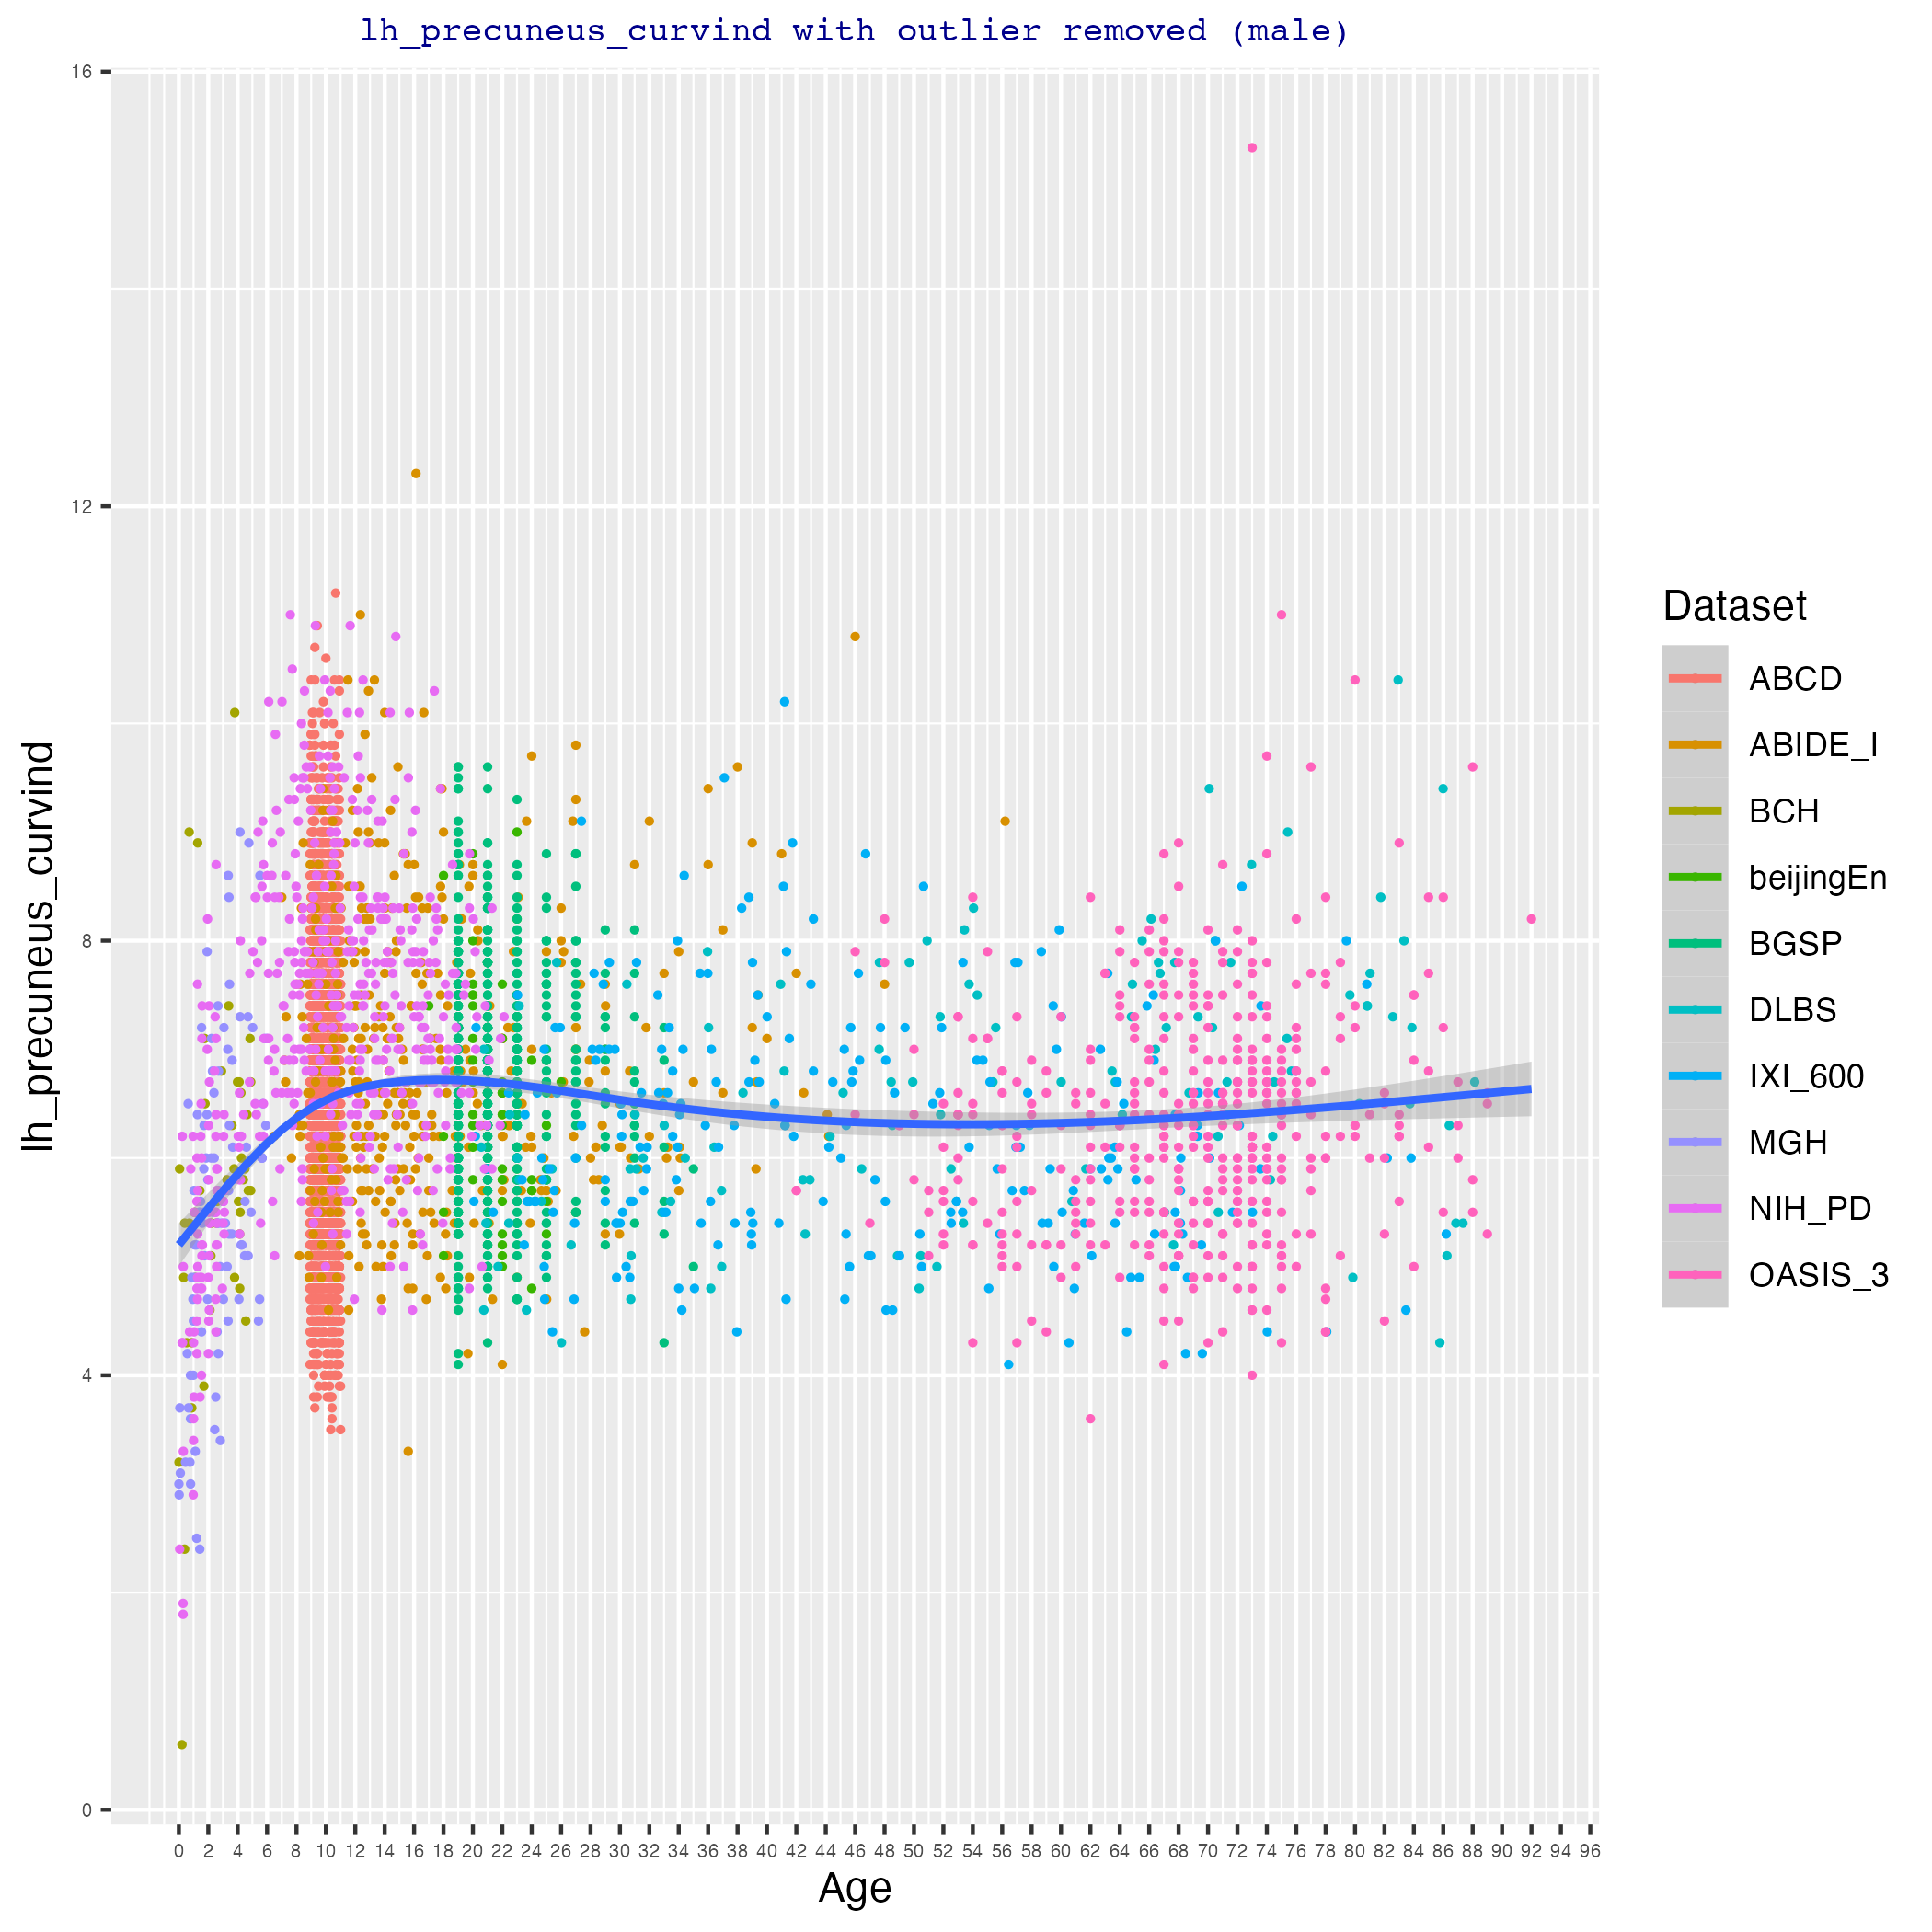 lh_precuneus_curvind with outlier removed (male)
16
12
8
4
0
lh_precuneus_curvind
0 2 4 6 8 10 12 14 16 18 20 22 24 26 28 30 32 34 36 38 40 42 44 46 48 50 52 54 56 58 60 62 64 66 68 70 72 74 76 78 80 82 84 86 88 90 92 94 96
Age
Dataset
ABCD
ABIDE_I
BCH
beijingEn
BGSP
DLBS
IXI_600
MGH
NIH_PD
OASIS_3